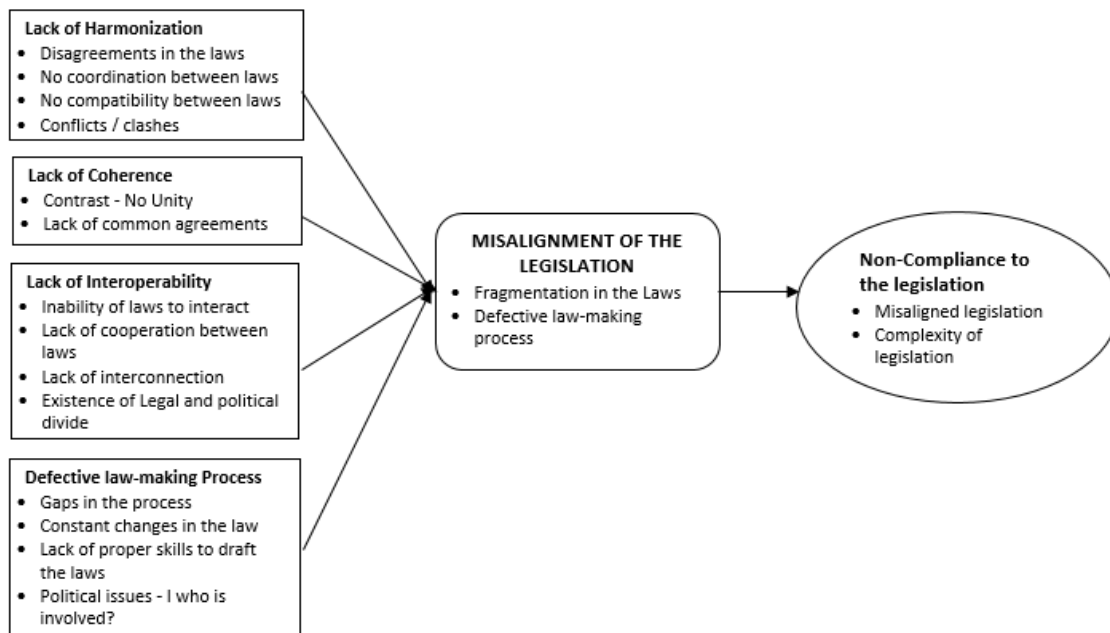 Lack of Harmonization
• Disagreements in the laws
• No coordination between laws
• No compatibility between laws
• Conflicts / clashes
Lack of Coherence
• Contrast - No Unity
• Lack of common agreements
Lack of Interoperability
• Inability of laws to interact
• Lack of cooperation between
laws
• Lack of interconnection
• Existence of Legal and political
divide
Defective law-making Process
• Gaps in the process
• Constant changes in the law
• Lack of proper skills to draft
the laws
• Political issues - I who is
involved?
MISALIGNMENT OF THE
LEGISLATION
• Fragmentation in the Laws
• Defective law-making
process
Non-Compliance to
the legislation
• Misaligned legislation
• Complexity of
legislation